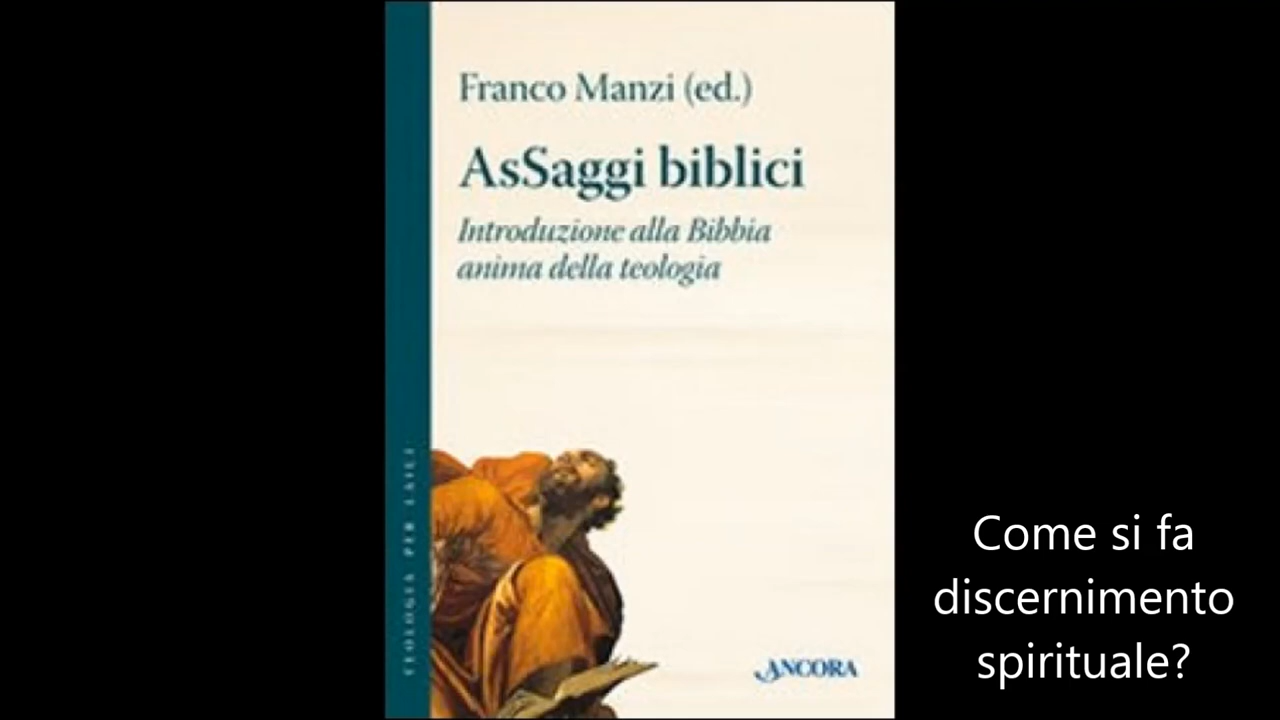 Franco Manzi (ed.)
AsSaggi biblici
Introduzione alla Bibbia
anima della teologia
TEOLOGIA PER LAICI
ANCORA
Come si fa
discernimento
spirituale?